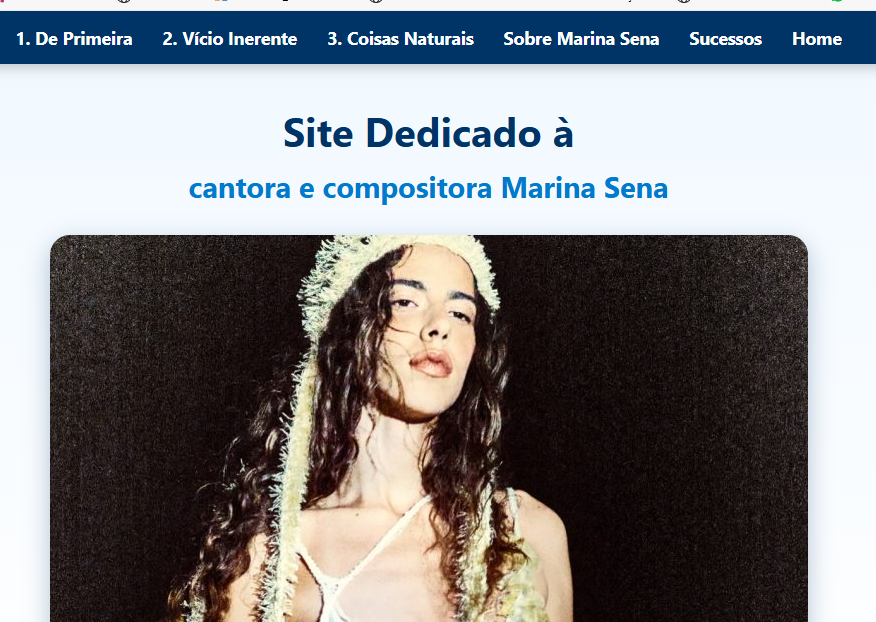 1. De Primeira 2. Vício Inerente 3. Coisas Naturais Sobre Marina Sena Sucessos Home
Site Dedicado à
cantora e compositora Marina Sena